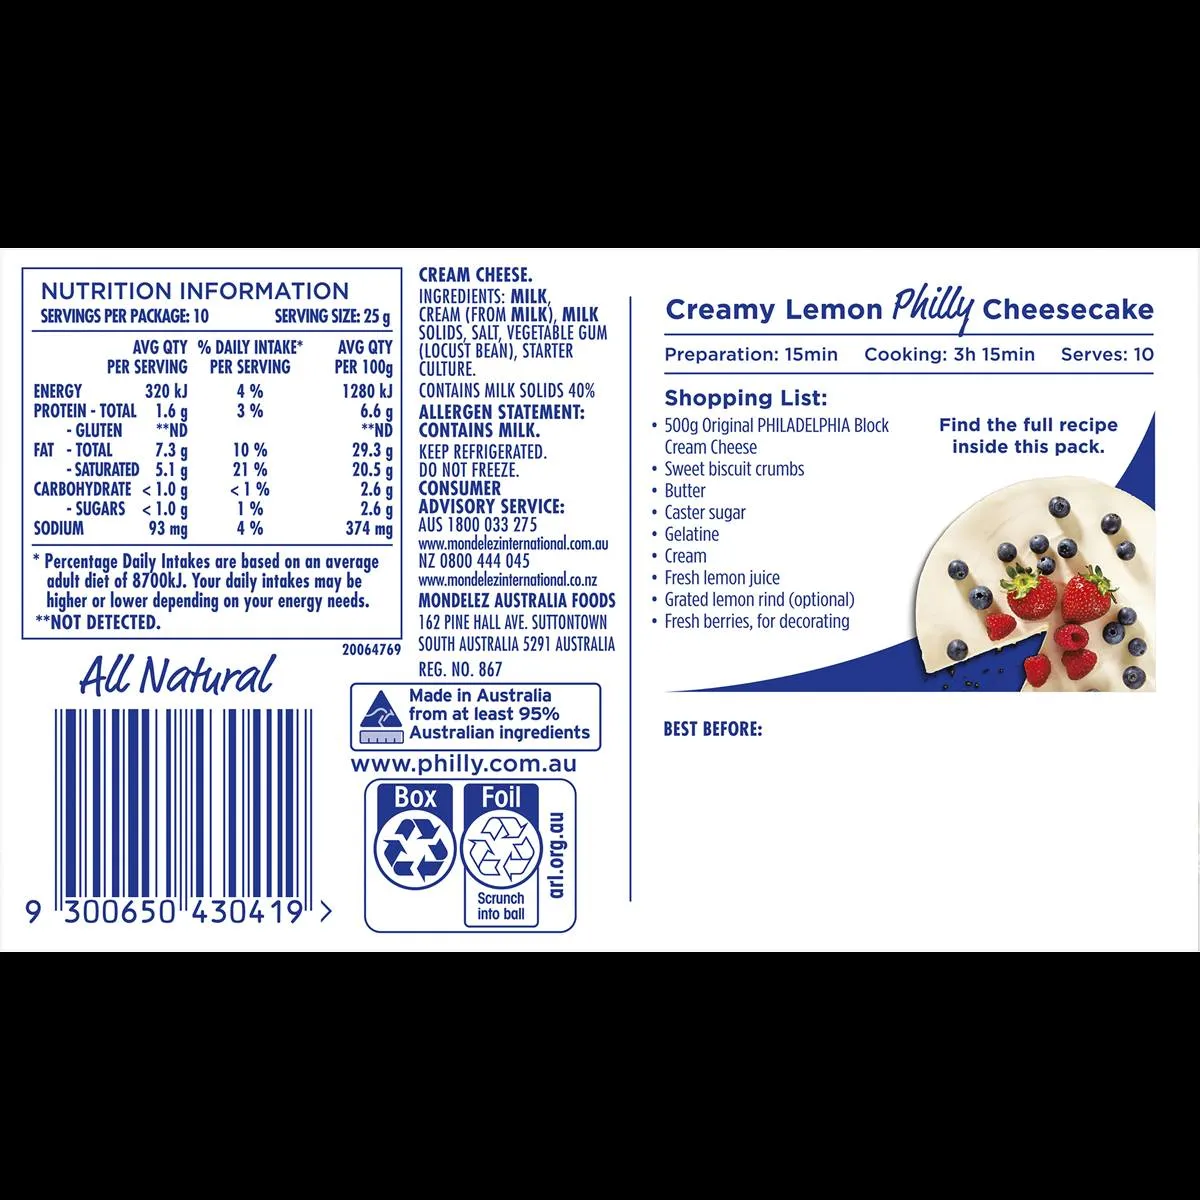 NUTRITION INFORMATION
SERVINGS PER PACKAGE: 10 SERVING SIZE: 25 g
AVG QTY % DAILY INTAKE* AVG QTY
PER SERVING PER SERVING PER 100g
ENERGY 320 kJ 4 % 1280 kJ
PROTEIN - TOTAL 1.6 g 3 % 6.6 g
- GLUTEN **ND **ND
FAT - TOTAL 7.3 g 10 % 29.3 g
- SATURATED 5.1 g 21 % 20.5 g
CARBOHYDRATE < 1.0 g < 1 % 2.6 g
- SUGARS < 1.0 g 1 % 2.6 g
SODIUM 93 mg 4 % 374 mg
* Percentage Daily Intakes are based on an average
adult diet of 8700kJ. Your daily intakes may be
higher or lower depending on your energy needs.
**NOT DETECTED.
20064769
All Natural
9 300650 430419 >
CREAM CHEESE.
INGREDIENTS: MILK,
CREAM (FROM MILK), MILK
SOLIDS, SALT, VEGETABLE GUM
(LOCUST BEAN), STARTER
CULTURE.
CONTAINS MILK SOLIDS 40%
ALLERGEN STATEMENT:
CONTAINS MILK.
KEEP REFRIGERATED.
DO NOT FREEZE.
CONSUMER
ADVISORY SERVICE:
AUS 1800 033 275
www.mondelezinternational.com.au
NZ 0800 444 045
www.mondelezinternational.co.nz
MONDELEZ AUSTRALIA FOODS
162 PINE HALL AVE. SUTTONTOWN
SOUTH AUSTRALIA 5291 AUSTRALIA
REG. NO. 867
Made in Australia
from at least 95%
Australian ingredients
www.philly.com.au
Box Foil
Scrunch
into ball
arl.org.au
Creamy Lemon Philly Cheesecake
Preparation: 15min Cooking: 3h 15min Serves: 10
Shopping List:
• 500g Original PHILADELPHIA Block
Cream Cheese
• Sweet biscuit crumbs
• Butter
• Caster sugar
• Gelatine
• Cream
• Fresh lemon juice
• Grated lemon rind (optional)
• Fresh berries, for decorating
Find the full recipe
inside this pack.
BEST BEFORE: